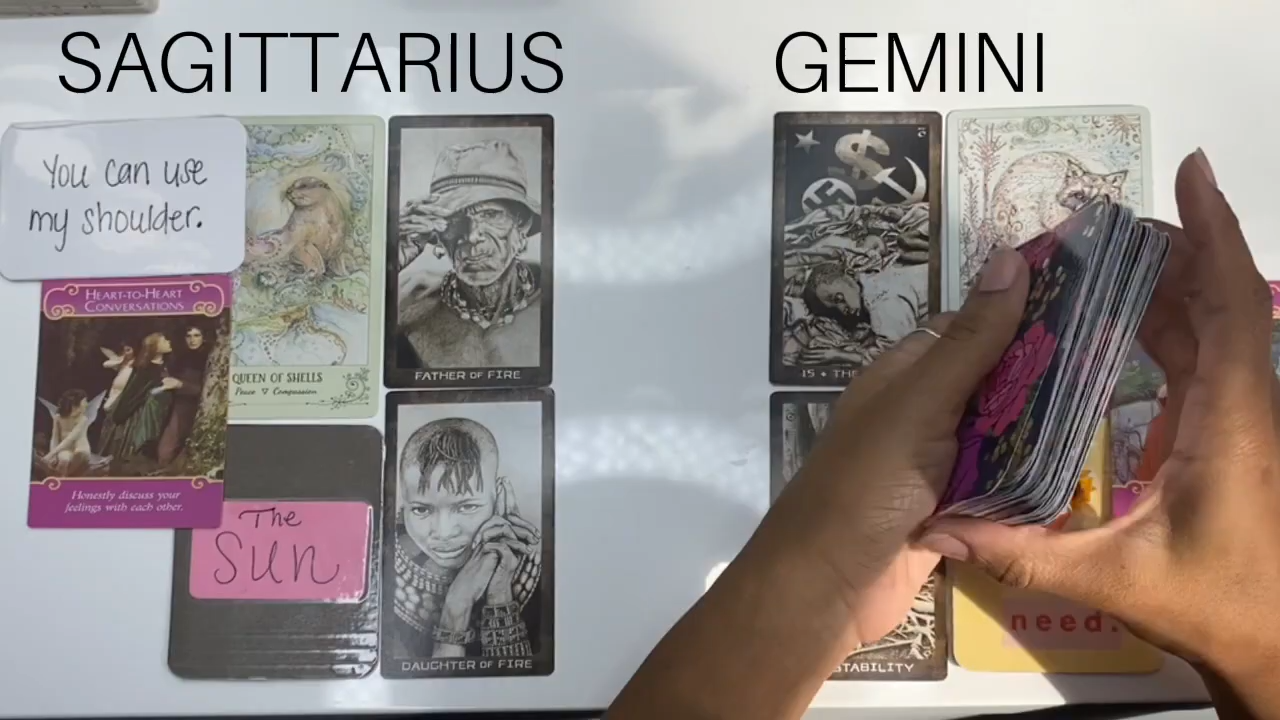 SAGITTARIUS
GEMINI
You can use
my shoulder.
HEART-TO-HEART
CONVERSATIONS
Honestly discuss your
feelings with each other.
QUEEN OF SHELLS
Peace & Compassion
FATHER OF FIRE
The
Sun
DAUGHTER OF FIRE
15 + THE
STABILITY
need.